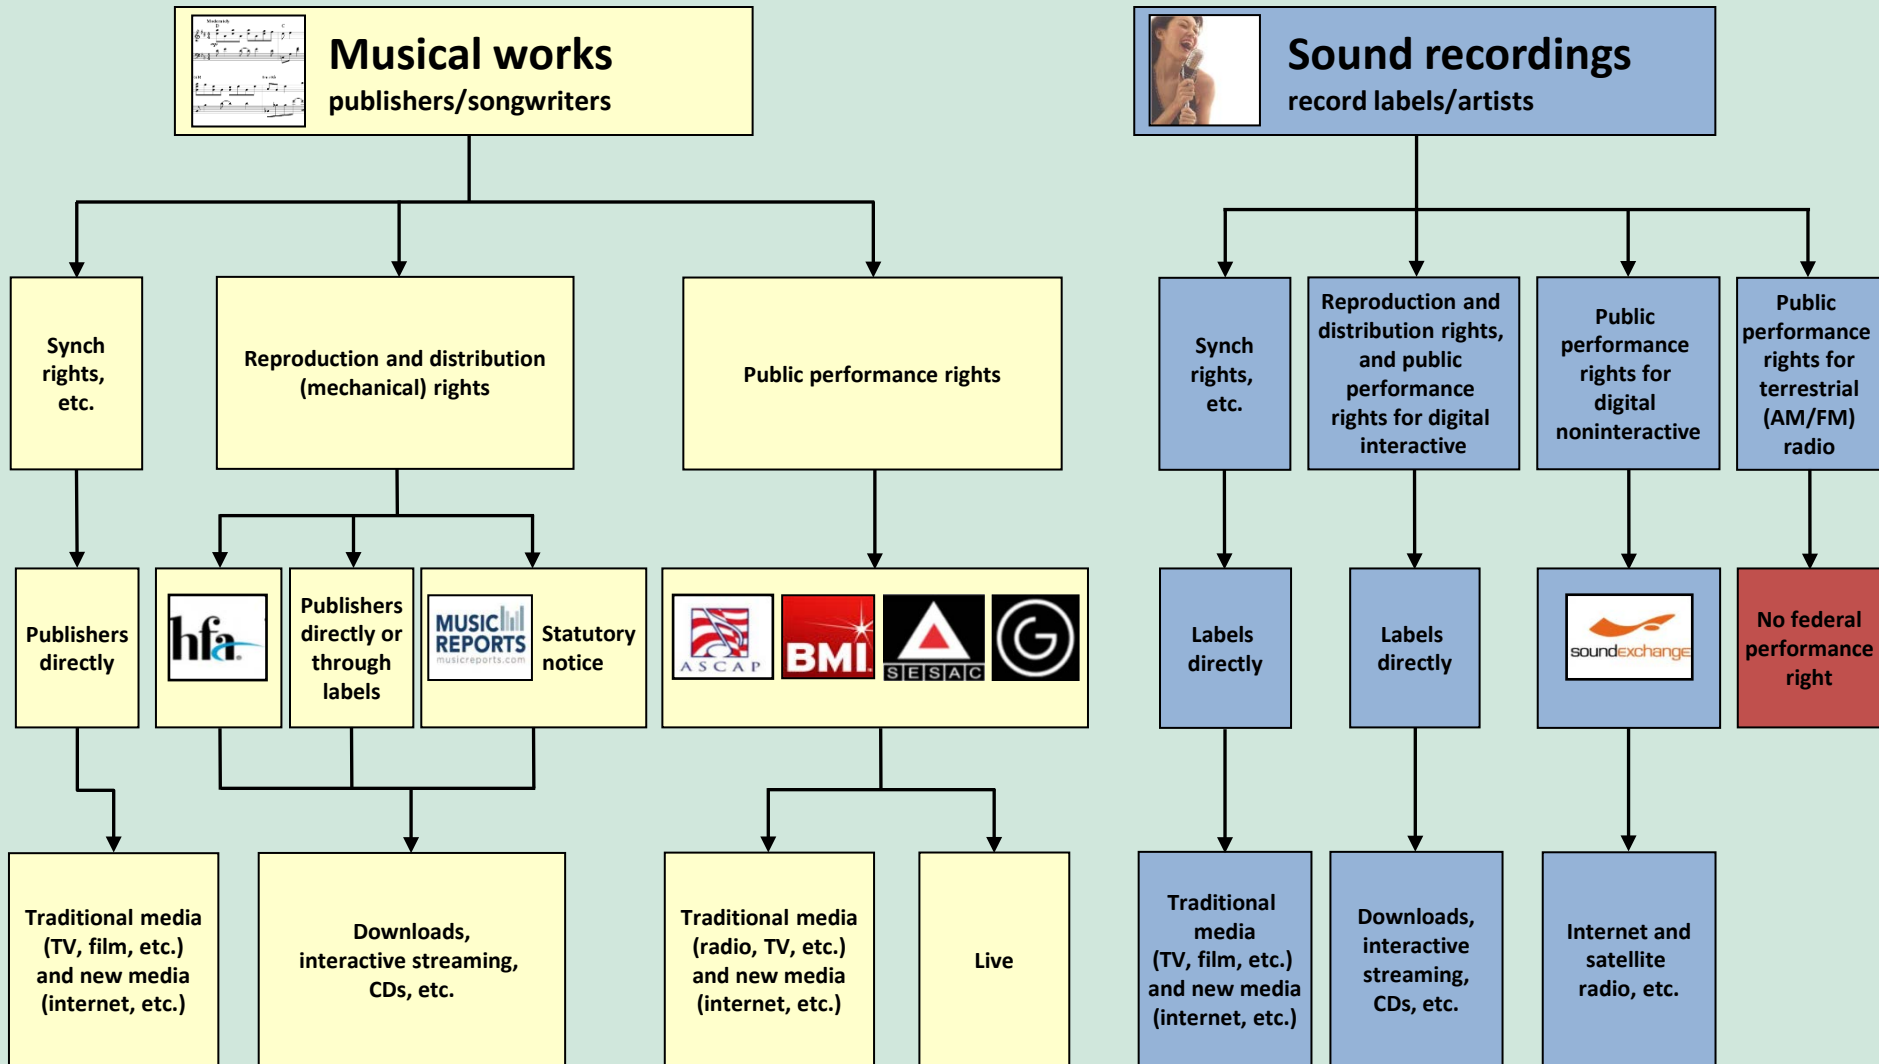 Musical works
publishers/songwriters
Sound recordings
record labels/artists
Synch
rights,
etc.
Reproduction and distribution
(mechanical) rights
Public performance rights
Synch
rights,
etc.
Reproduction and
distribution rights,
and public
performance
rights for digital
interactive
Public
performance
rights for
digital
noninteractive
Public
performance
rights for
terrestrial
(AM/FM)
radio
Publishers
directly
hfa
Publishers
directly or
through
labels
MUSIC
REPORTS
musicreports.com
Statutory
notice
ASCAP
BMI
SESAC
G
Labels
directly
Labels
directly
soundexchange
No federal
performance
right
Traditional media
(TV, film, etc.)
and new media
(internet, etc.)
Downloads,
interactive streaming,
CDs, etc.
Traditional media
(radio, TV, etc.)
and new media
(internet, etc.)
Live
Traditional
media
(TV, film, etc.)
and new media
(internet, etc.)
Downloads,
interactive
streaming,
CDs, etc.
Internet and
satellite
radio, etc.